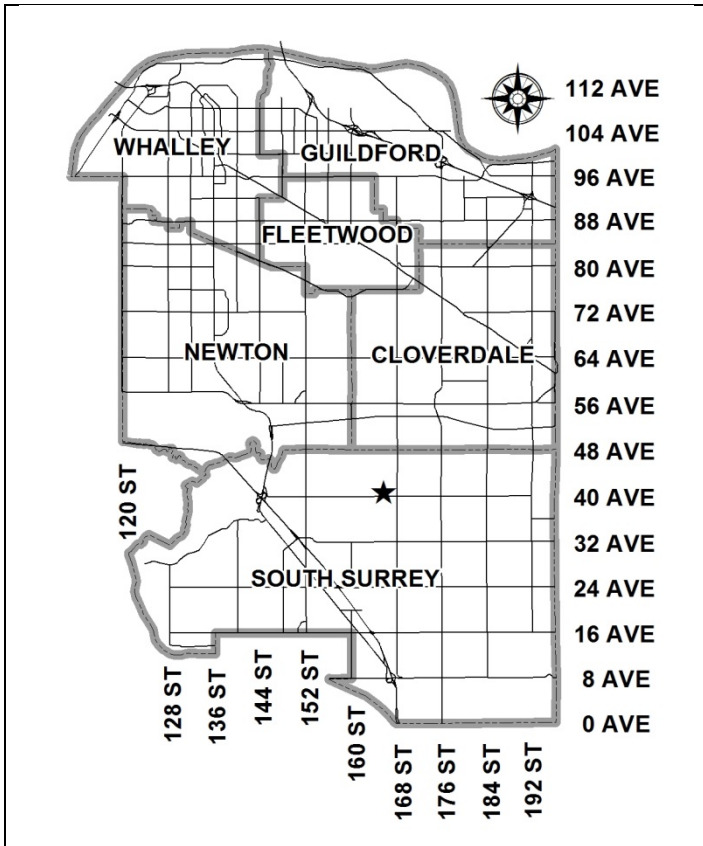 112 AVE
104 AVE
WHALLEY
GUILDFORD
96 AVE
88 AVE
FLEETWOOD
80 AVE
72 AVE
NEWTON
CLOVERDALE
64 AVE
56 AVE
48 AVE
120 ST
40 AVE
32 AVE
SOUTH SURREY
24 AVE
16 AVE
128 ST
136 ST
144 ST
152 ST
8 AVE
160 ST
0 AVE
168 ST
176 ST
184 ST
192 ST